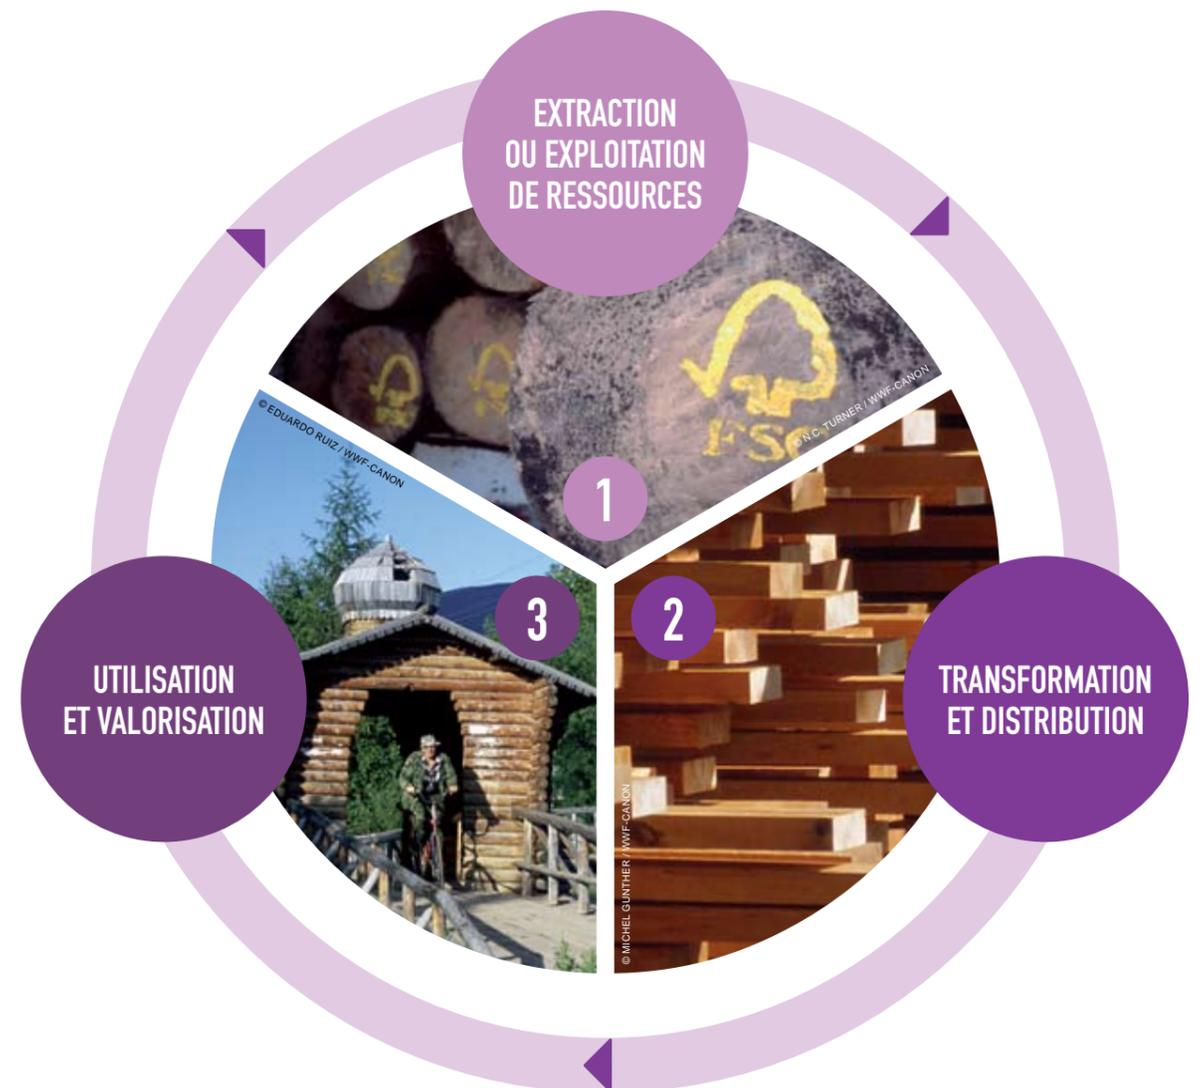 EXTRACTION
OU EXPLOITATION
DE RESSOURCES
FSC
© N.C. TURNER / WWF-CANON
1
© EDUARDO RUIZ / WWF-CANON
3
2
UTILISATION
ET VALORISATION
TRANSFORMATION
ET DISTRIBUTION
© MICHEL GUNTHER / WWF-CANON